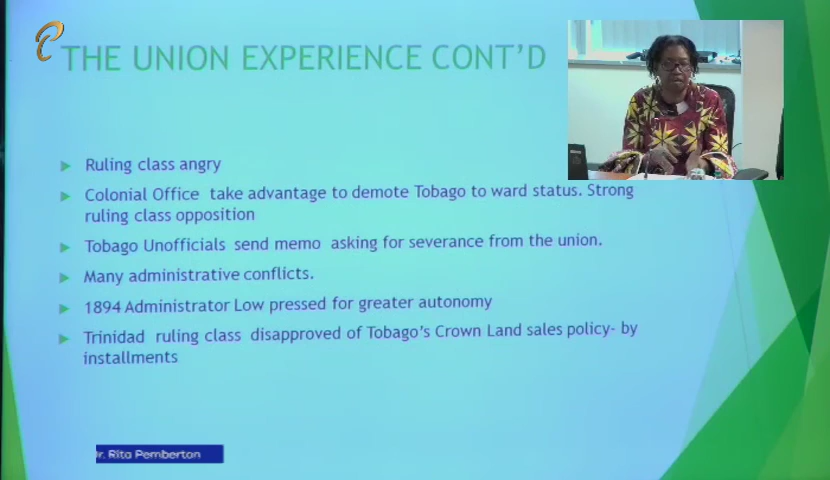 THE UNION EXPERIENCE CONT'D
Ruling class angry
Colonial Office take advantage to demote Tobago to ward status. Strong
ruling class opposition
Tobago Unofficials send memo asking for severance from the union.
Many administrative conflicts.
1894 Administrator Low pressed for greater autonomy
Trinidad ruling class disapproved of Tobago's Crown Land sales policy- by
installments
r. Rita Pemberton